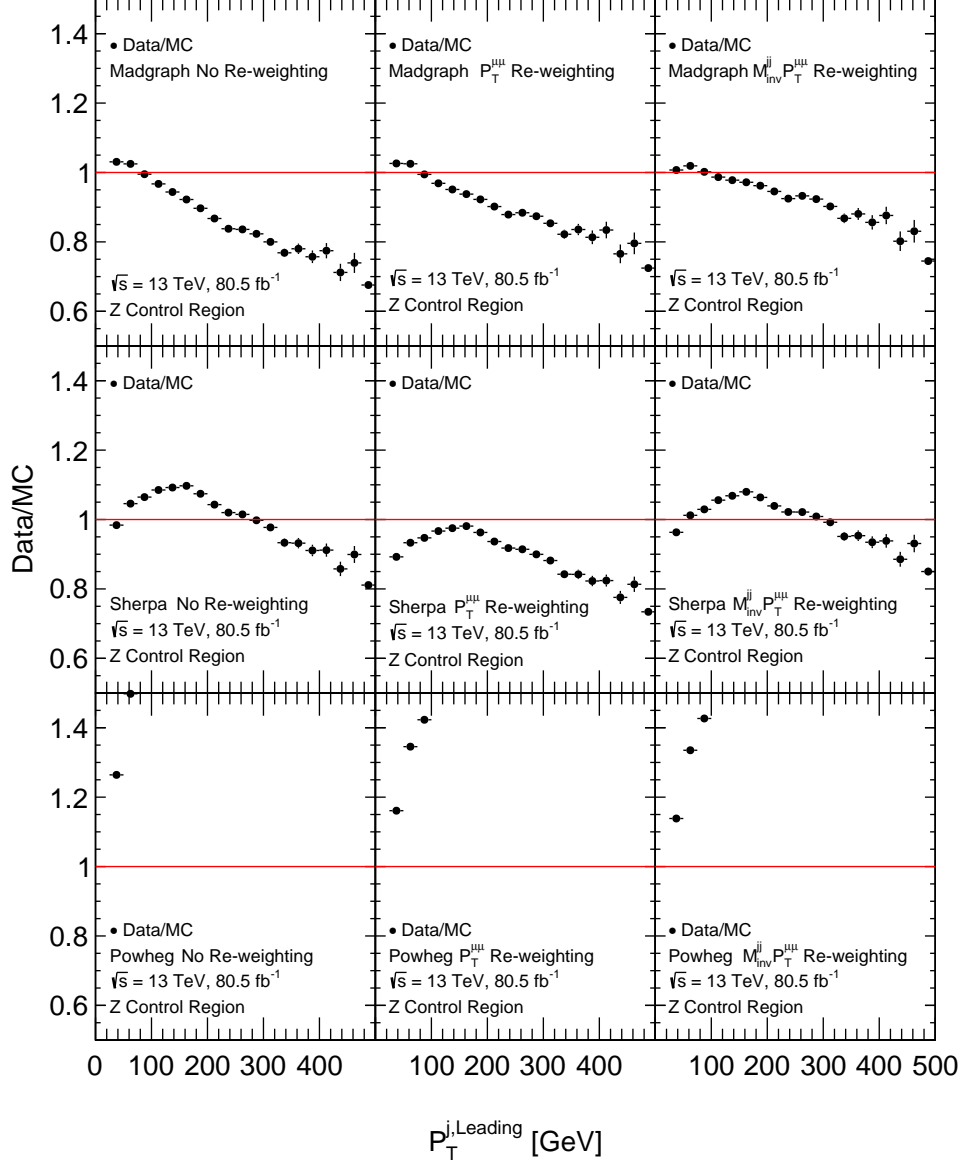 1.4
1.2
1
0.8
0.6
Data/MC
Madgraph No Re-weighting
√s = 13 TeV, 80.5 fb⁻¹
Z Control Region
Data/MC
Madgraph P_T^μμ Re-weighting
√s = 13 TeV, 80.5 fb⁻¹
Z Control Region
Data/MC
Madgraph M_inv^jj P_T^μμ Re-weighting
√s = 13 TeV, 80.5 fb⁻¹
Z Control Region
Data/MC
1.4
1.2
1
0.8
0.6
Data/MC
Sherpa No Re-weighting
√s = 13 TeV, 80.5 fb⁻¹
Z Control Region
Data/MC
Sherpa P_T^μμ Re-weighting
√s = 13 TeV, 80.5 fb⁻¹
Z Control Region
Data/MC
Sherpa M_inv^jj P_T^μμ Re-weighting
√s = 13 TeV, 80.5 fb⁻¹
Z Control Region
1.4
1.2
1
0.8
0.6
Data/MC
Powheg No Re-weighting
√s = 13 TeV, 80.5 fb⁻¹
Z Control Region
Data/MC
Powheg P_T^μμ Re-weighting
√s = 13 TeV, 80.5 fb⁻¹
Z Control Region
Data/MC
Powheg M_inv^jj P_T^μμ Re-weighting
√s = 13 TeV, 80.5 fb⁻¹
Z Control Region
0 100 200 300 400 100 200 300 400 100 200 300 400 500
P_T^j,Leading [GeV]